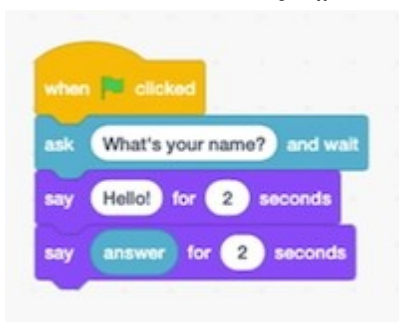 when clicked
ask What's your name? and wait
say Hello! for 2 seconds
say answer for 2 seconds